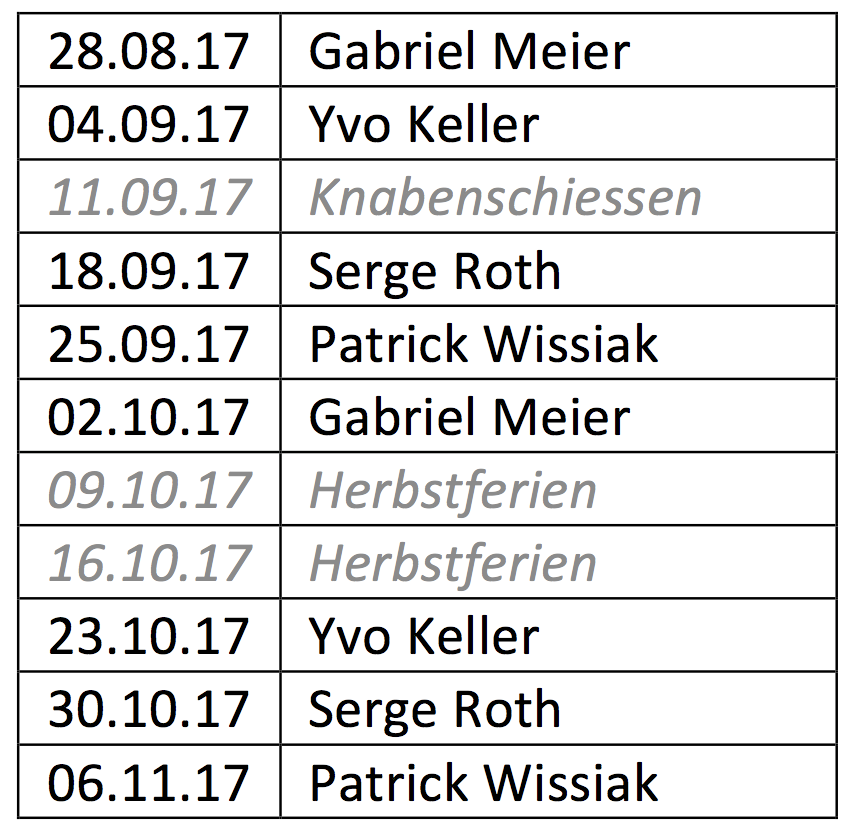 28.08.17 Gabriel Meier
04.09.17 Yvo Keller
11.09.17 Knabenschiessen
18.09.17 Serge Roth
25.09.17 Patrick Wissiak
02.10.17 Gabriel Meier
09.10.17 Herbstferien
16.10.17 Herbstferien
23.10.17 Yvo Keller
30.10.17 Serge Roth
06.11.17 Patrick Wissiak